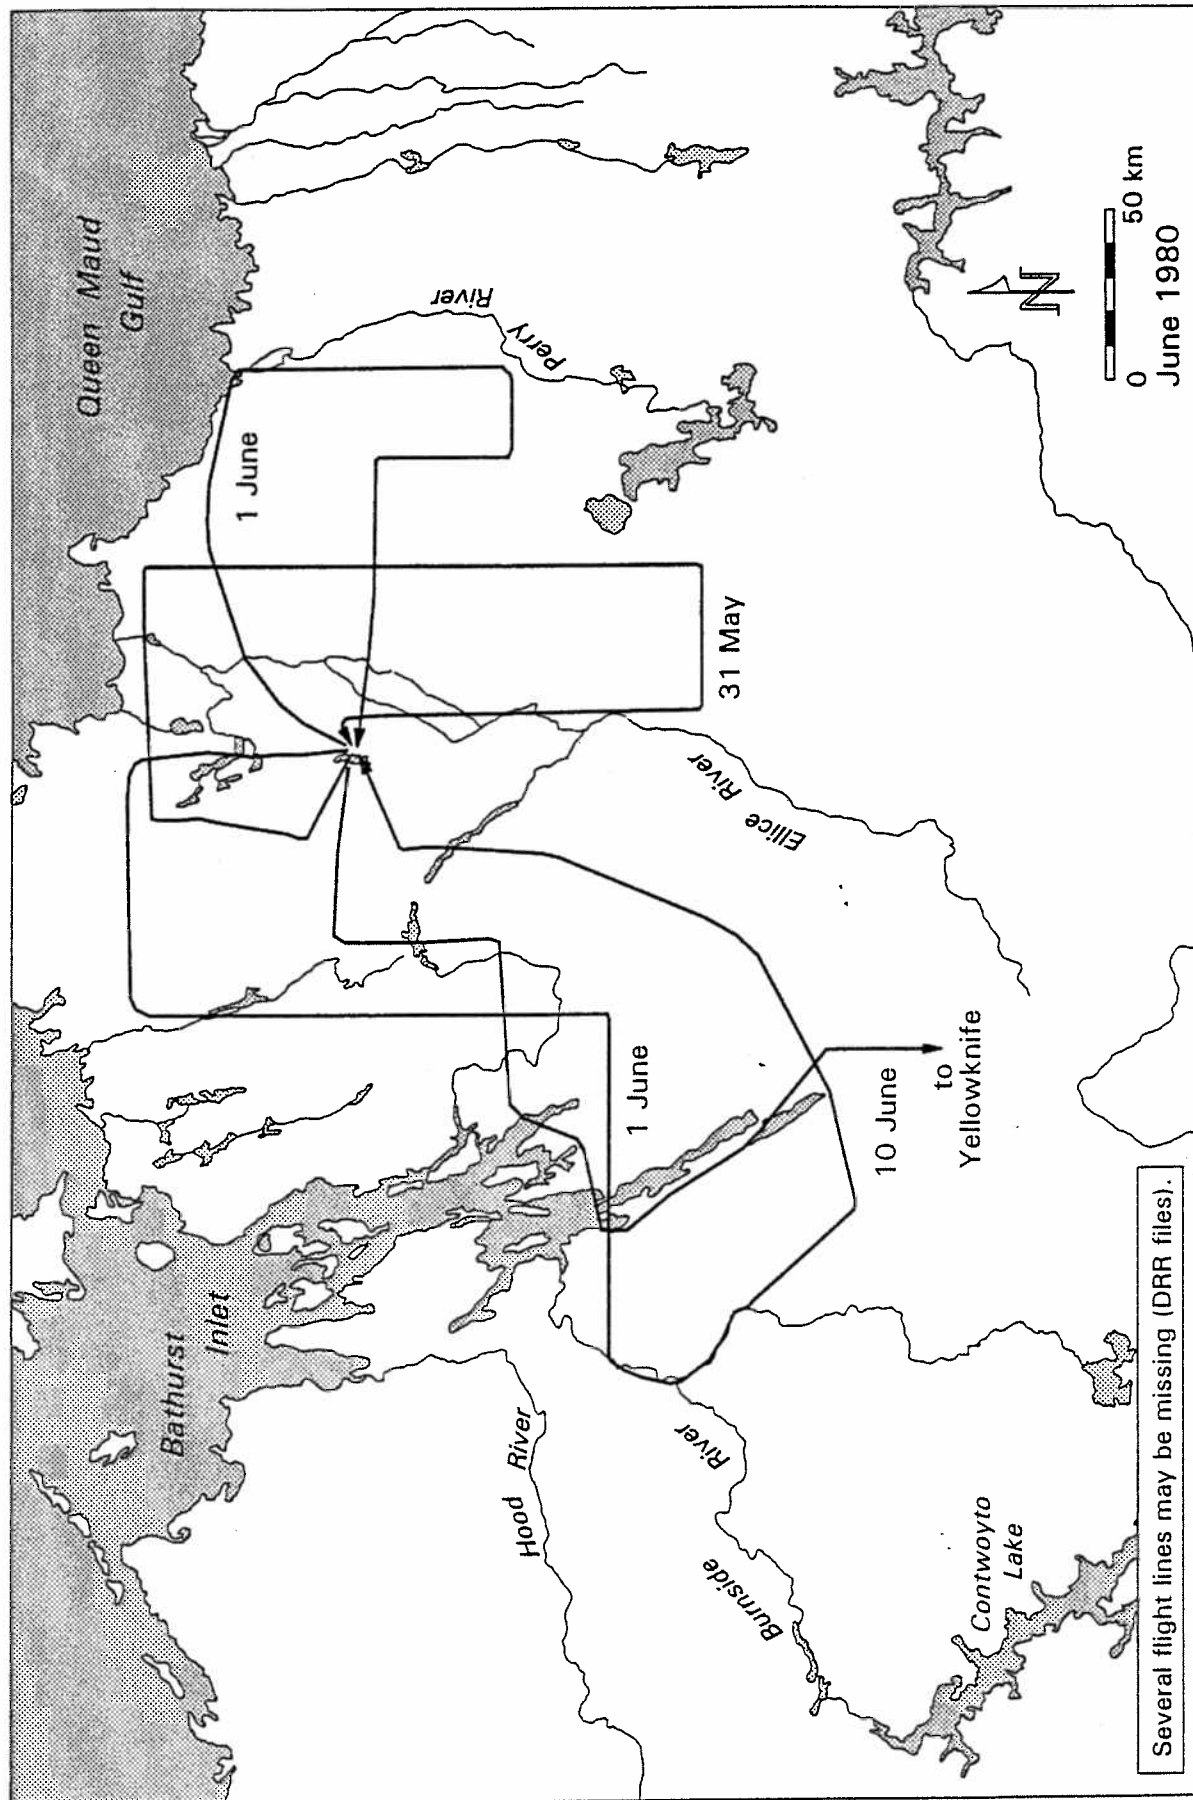 Queen Maud
Gulf
Bathurst
Inlet
1 June
Perry
River
31 May
Ellice River
1 June
10 June
to
Yellowknife
Hood River
Burnside
River
Contwoyto
Lake
N
0 50 km
June 1980
Several flight lines may be missing (DRR files).